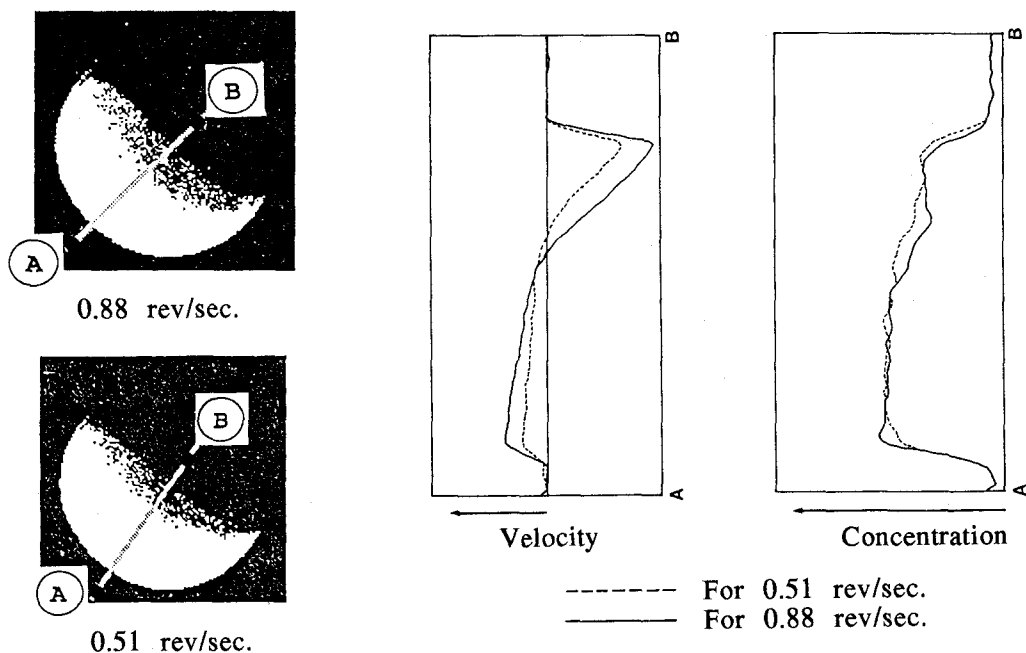 B
A
0.88 rev/sec.
B
A
0.51 rev/sec.
B
A
Velocity
B
A
Concentration
For 0.51 rev/sec.
For 0.88 rev/sec.